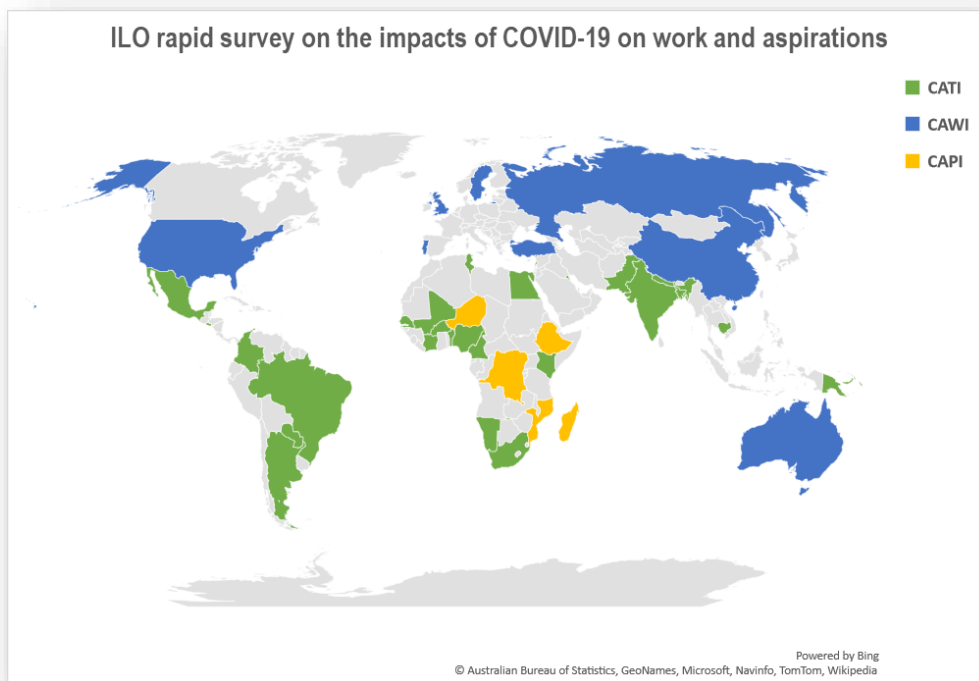 ILO rapid survey on the impacts of COVID-19 on work and aspirations
CATI
CAWI
CAPI
Powered by Bing
© Australian Bureau of Statistics, GeoNames, Microsoft, Navinfo, TomTom, Wikipedia